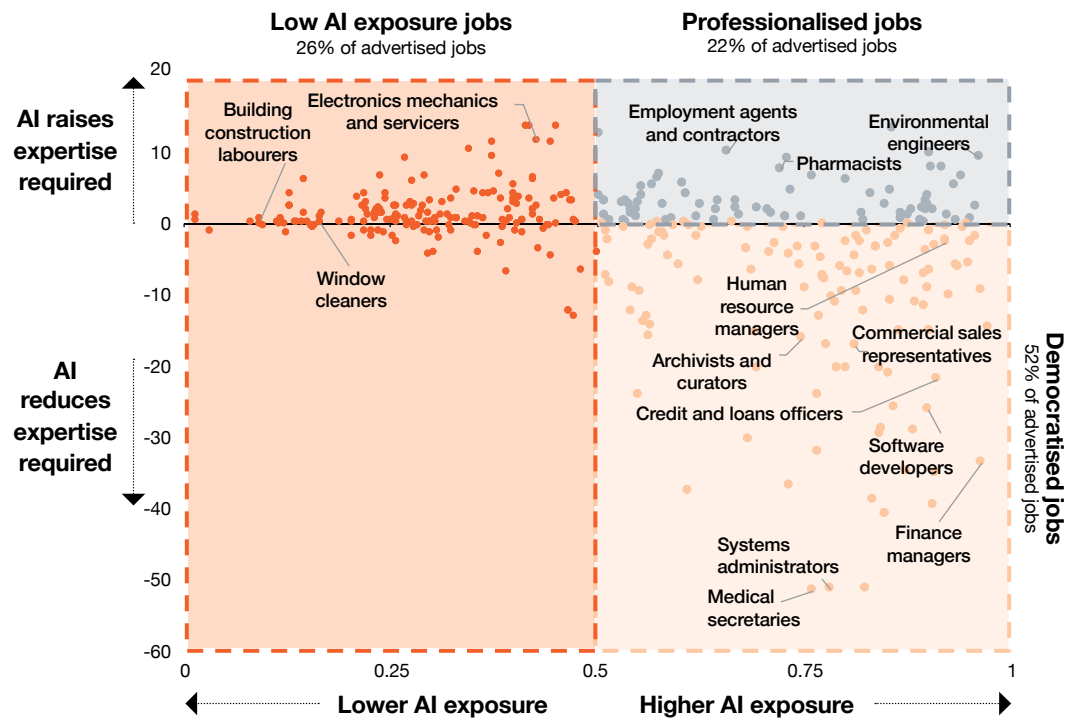 Low AI exposure jobs
26% of advertised jobs
Professionalised jobs
22% of advertised jobs
20
10
0
-10
-20
-30
-40
-50
-60
AI raises
expertise
required
AI
reduces
expertise
required
Building
construction
labourers
Electronics mechanics
and servicers
Window
cleaners
Employment agents
and contractors
Environmental
engineers
Pharmacists
Human
resource
managers
Commercial sales
representatives
Archivists and
curators
Credit and loans officers
Software
developers
Finance
managers
Systems
administrators
Medical
secretaries
Democratised jobs
52% of advertised jobs
0
0.25
0.5
0.75
1
Lower AI exposure
Higher AI exposure